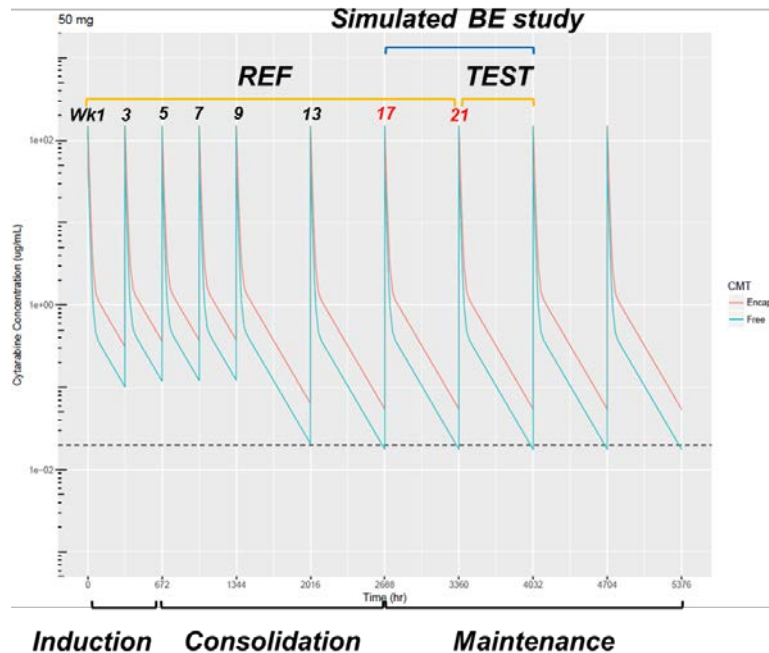 50 mg
Simulated BE study
REF TEST
Wk1 3 5 7 9 13 17 21
1e+02
1e+00
1e-02
Cytarabine Concentration (ug/mL)
CMT
Encap
Free
0 672 1344 2016 2688 3360 4032 4704 5376
Time (hr)
Induction Consolidation Maintenance